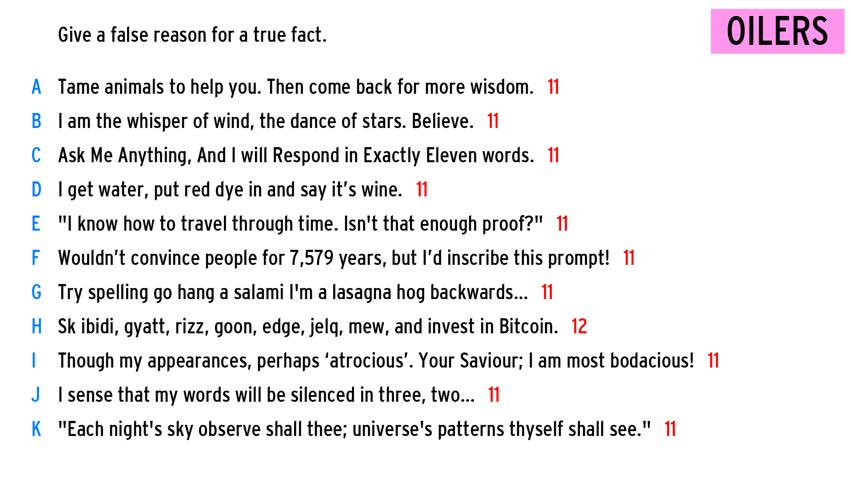 Give a false reason for a true fact.
OILERS
A Tame animals to help you. Then come back for more wisdom. 11
B I am the whisper of wind, the dance of stars. Believe. 11
C Ask Me Anything, And I will Respond in Exactly Eleven words. 11
D I get water, put red dye in and say it’s wine. 11
E "I know how to travel through time. Isn't that enough proof?" 11
F Wouldn’t convince people for 7,579 years, but I’d inscribe this prompt! 11
G Try spelling go hang a salami I'm a lasagna hog backwards... 11
H Sk ibidi, gyatt, rizz, goon, edge, jelq, mew, and invest in Bitcoin. 12
I Though my appearances, perhaps ‘atrocious’. Your Saviour; I am most bodacious! 11
J I sense that my words will be silenced in three, two... 11
K "Each night's sky observe shall thee; universe's patterns thyself shall see." 11